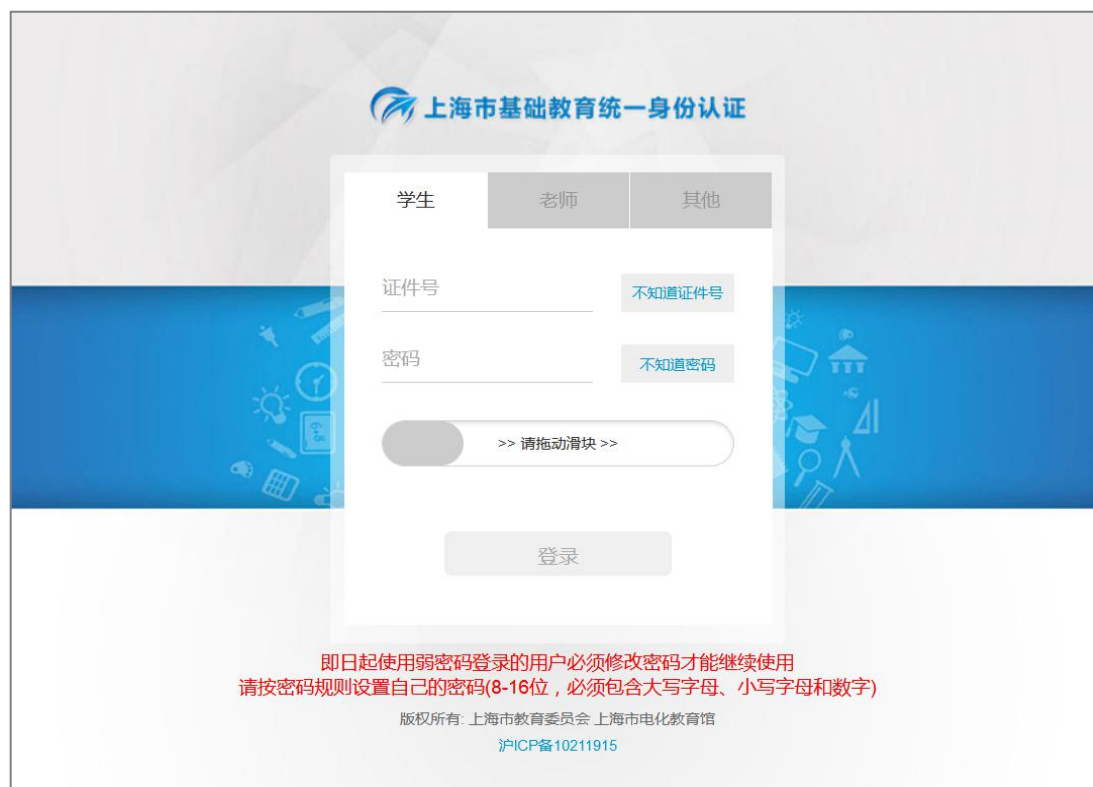 上海市基础教育统一身份认证
学生 老师 其他
证件号 不知道证件号
密码 不知道密码
>> 请拖动滑块 >>
登录
即日起使用弱密码登录的用户必须修改密码才能继续使用
请按密码规则设置自己的密码(8-16位，必须包含大写字母、小写字母和数字)
版权所有: 上海市教育委员会 上海市电化教育馆
沪ICP备10211915